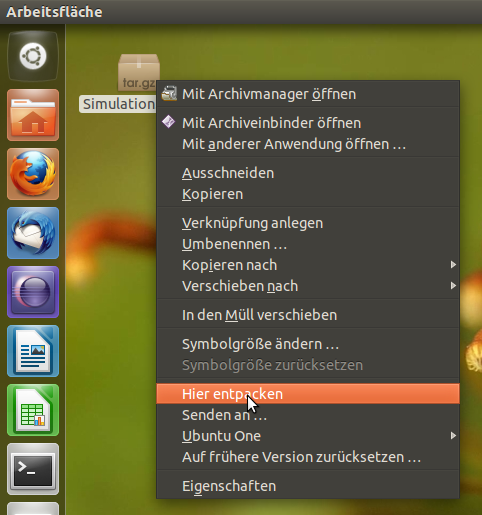 Arbeitsfläche
tar.gz
Simulation
Mit Archivmanager öffnen
Mit Archiveinbinder öffnen
Mit anderer Anwendung öffnen …
Ausschneiden
Kopieren
Verknüpfung anlegen
Umbenennen …
Kopieren nach
Verschieben nach
In den Müll verschieben
Symbolgröße ändern …
Symbolgröße zurücksetzen
Hier entpacken
Senden an …
Ubuntu One
Auf frühere Version zurücksetzen …
Eigenschaften